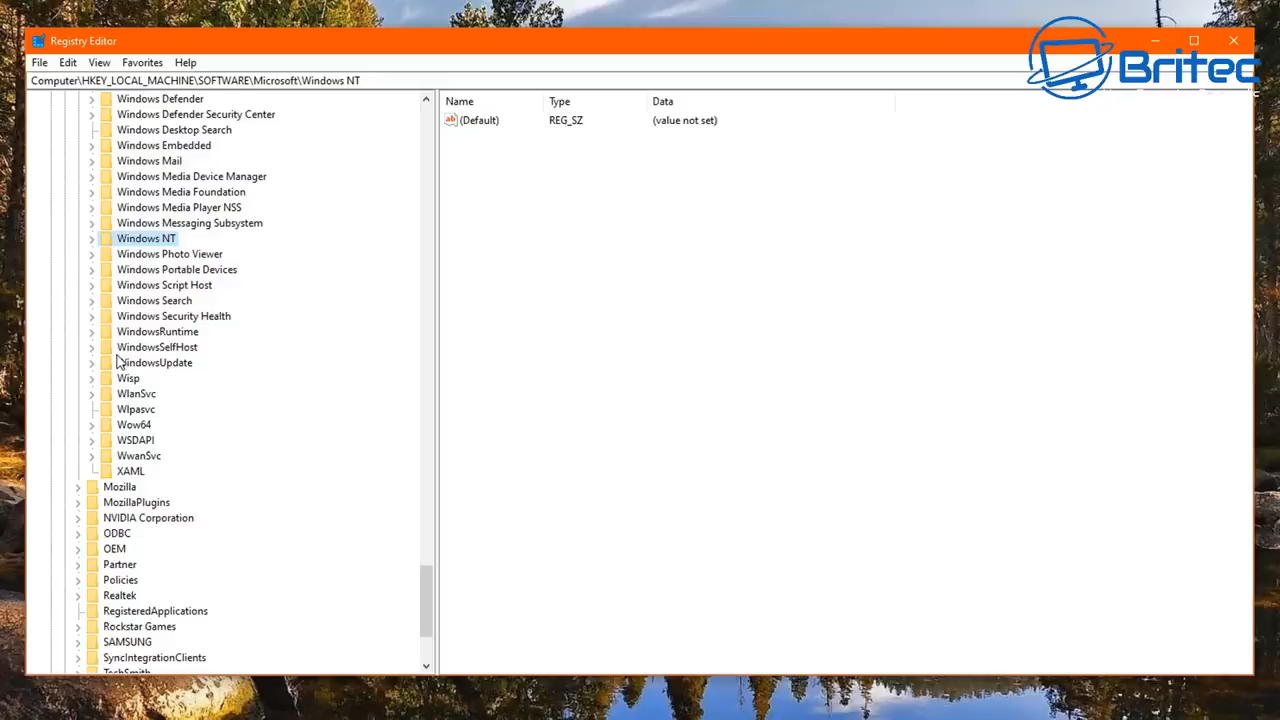 Registry Editor
Britec
File Edit View Favorites Help
Computer\HKEY_LOCAL_MACHINE\SOFTWARE\Microsoft\Windows NT
Name Type Data
(Default) REG_SZ (value not set)
Windows Defender
Windows Defender Security Center
Windows Desktop Search
Windows Embedded
Windows Mail
Windows Media Device Manager
Windows Media Foundation
Windows Media Player NSS
Windows Messaging Subsystem
Windows NT
Windows Photo Viewer
Windows Portable Devices
Windows Script Host
Windows Search
Windows Security Health
WindowsRuntime
WindowsSelfHost
WindowsUpdate
Wisp
WlanSvc
Wlpasvc
Wow64
WSDAPI
WwanSvc
XAML
Mozilla
MozillaPlugins
NVIDIA Corporation
ODBC
OEM
Partner
Policies
Realtek
RegisteredApplications
Rockstar Games
SAMSUNG
SyncIntegrationClients
TechSmith